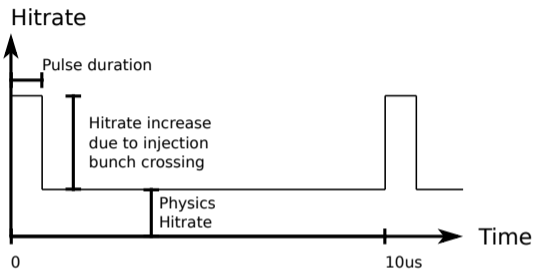 Hitrate
Pulse duration
Hitrate increase
due to injection
bunch crossing
Physics
Hitrate
Time
0
10us